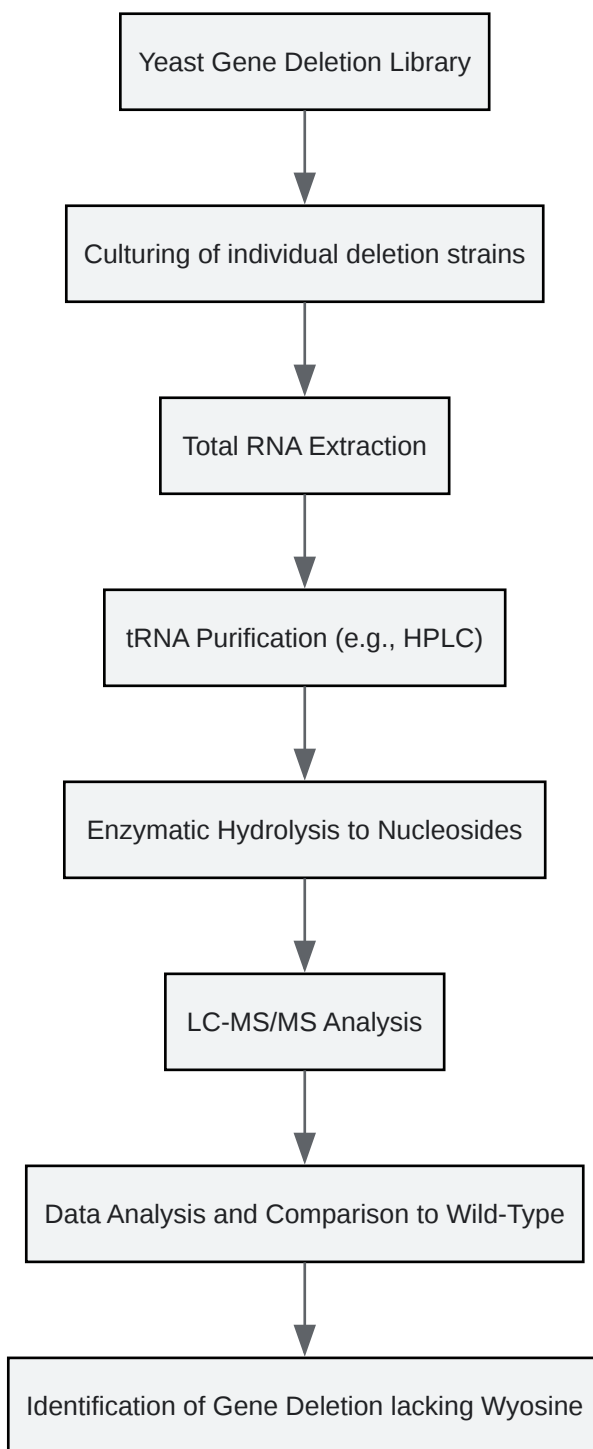 Yeast Gene Deletion Library
Culturing of individual deletion strains
Total RNA Extraction
tRNA Purification (e.g., HPLC)
Enzymatic Hydrolysis to Nucleosides
LC-MS/MS Analysis
Data Analysis and Comparison to Wild-Type
Identification of Gene Deletion lacking Wyosine